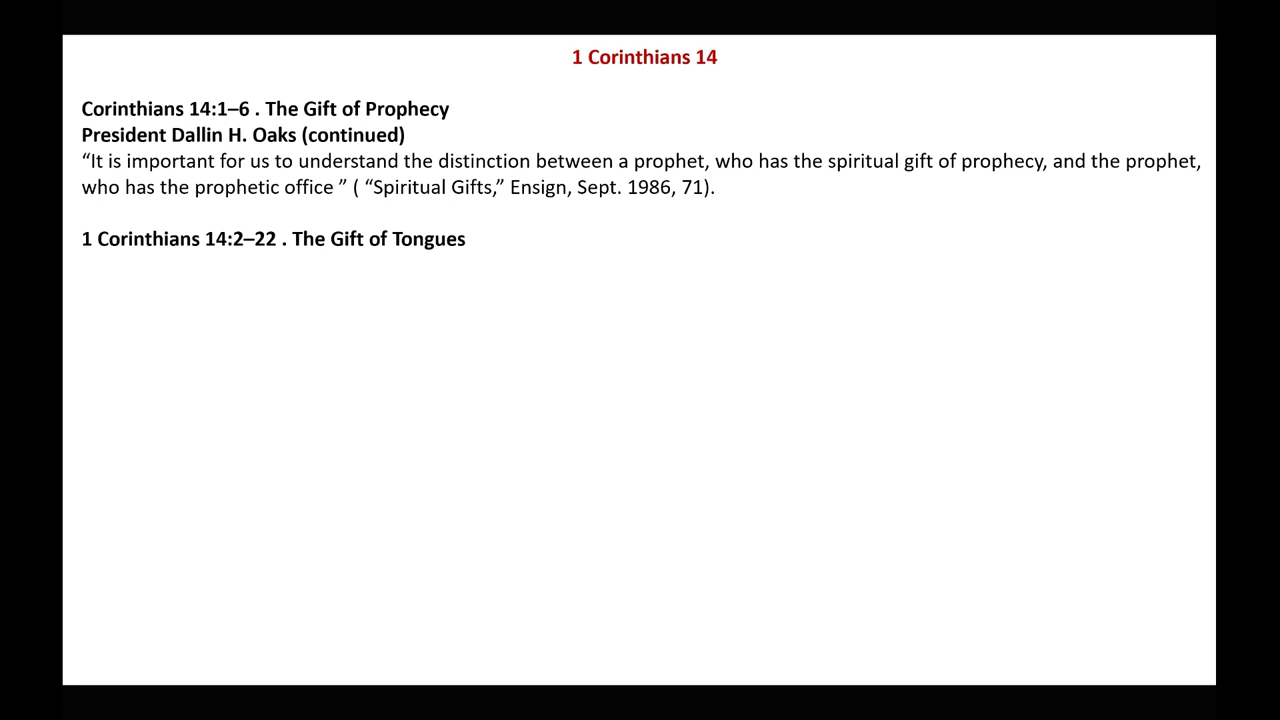 1 Corinthians 14
Corinthians 14:1–6 . The Gift of Prophecy
President Dallin H. Oaks (continued)
“It is important for us to understand the distinction between a prophet, who has the spiritual gift of prophecy, and the prophet,
who has the prophetic office ” ( “Spiritual Gifts,” Ensign, Sept. 1986, 71).
1 Corinthians 14:2–22 . The Gift of Tongues